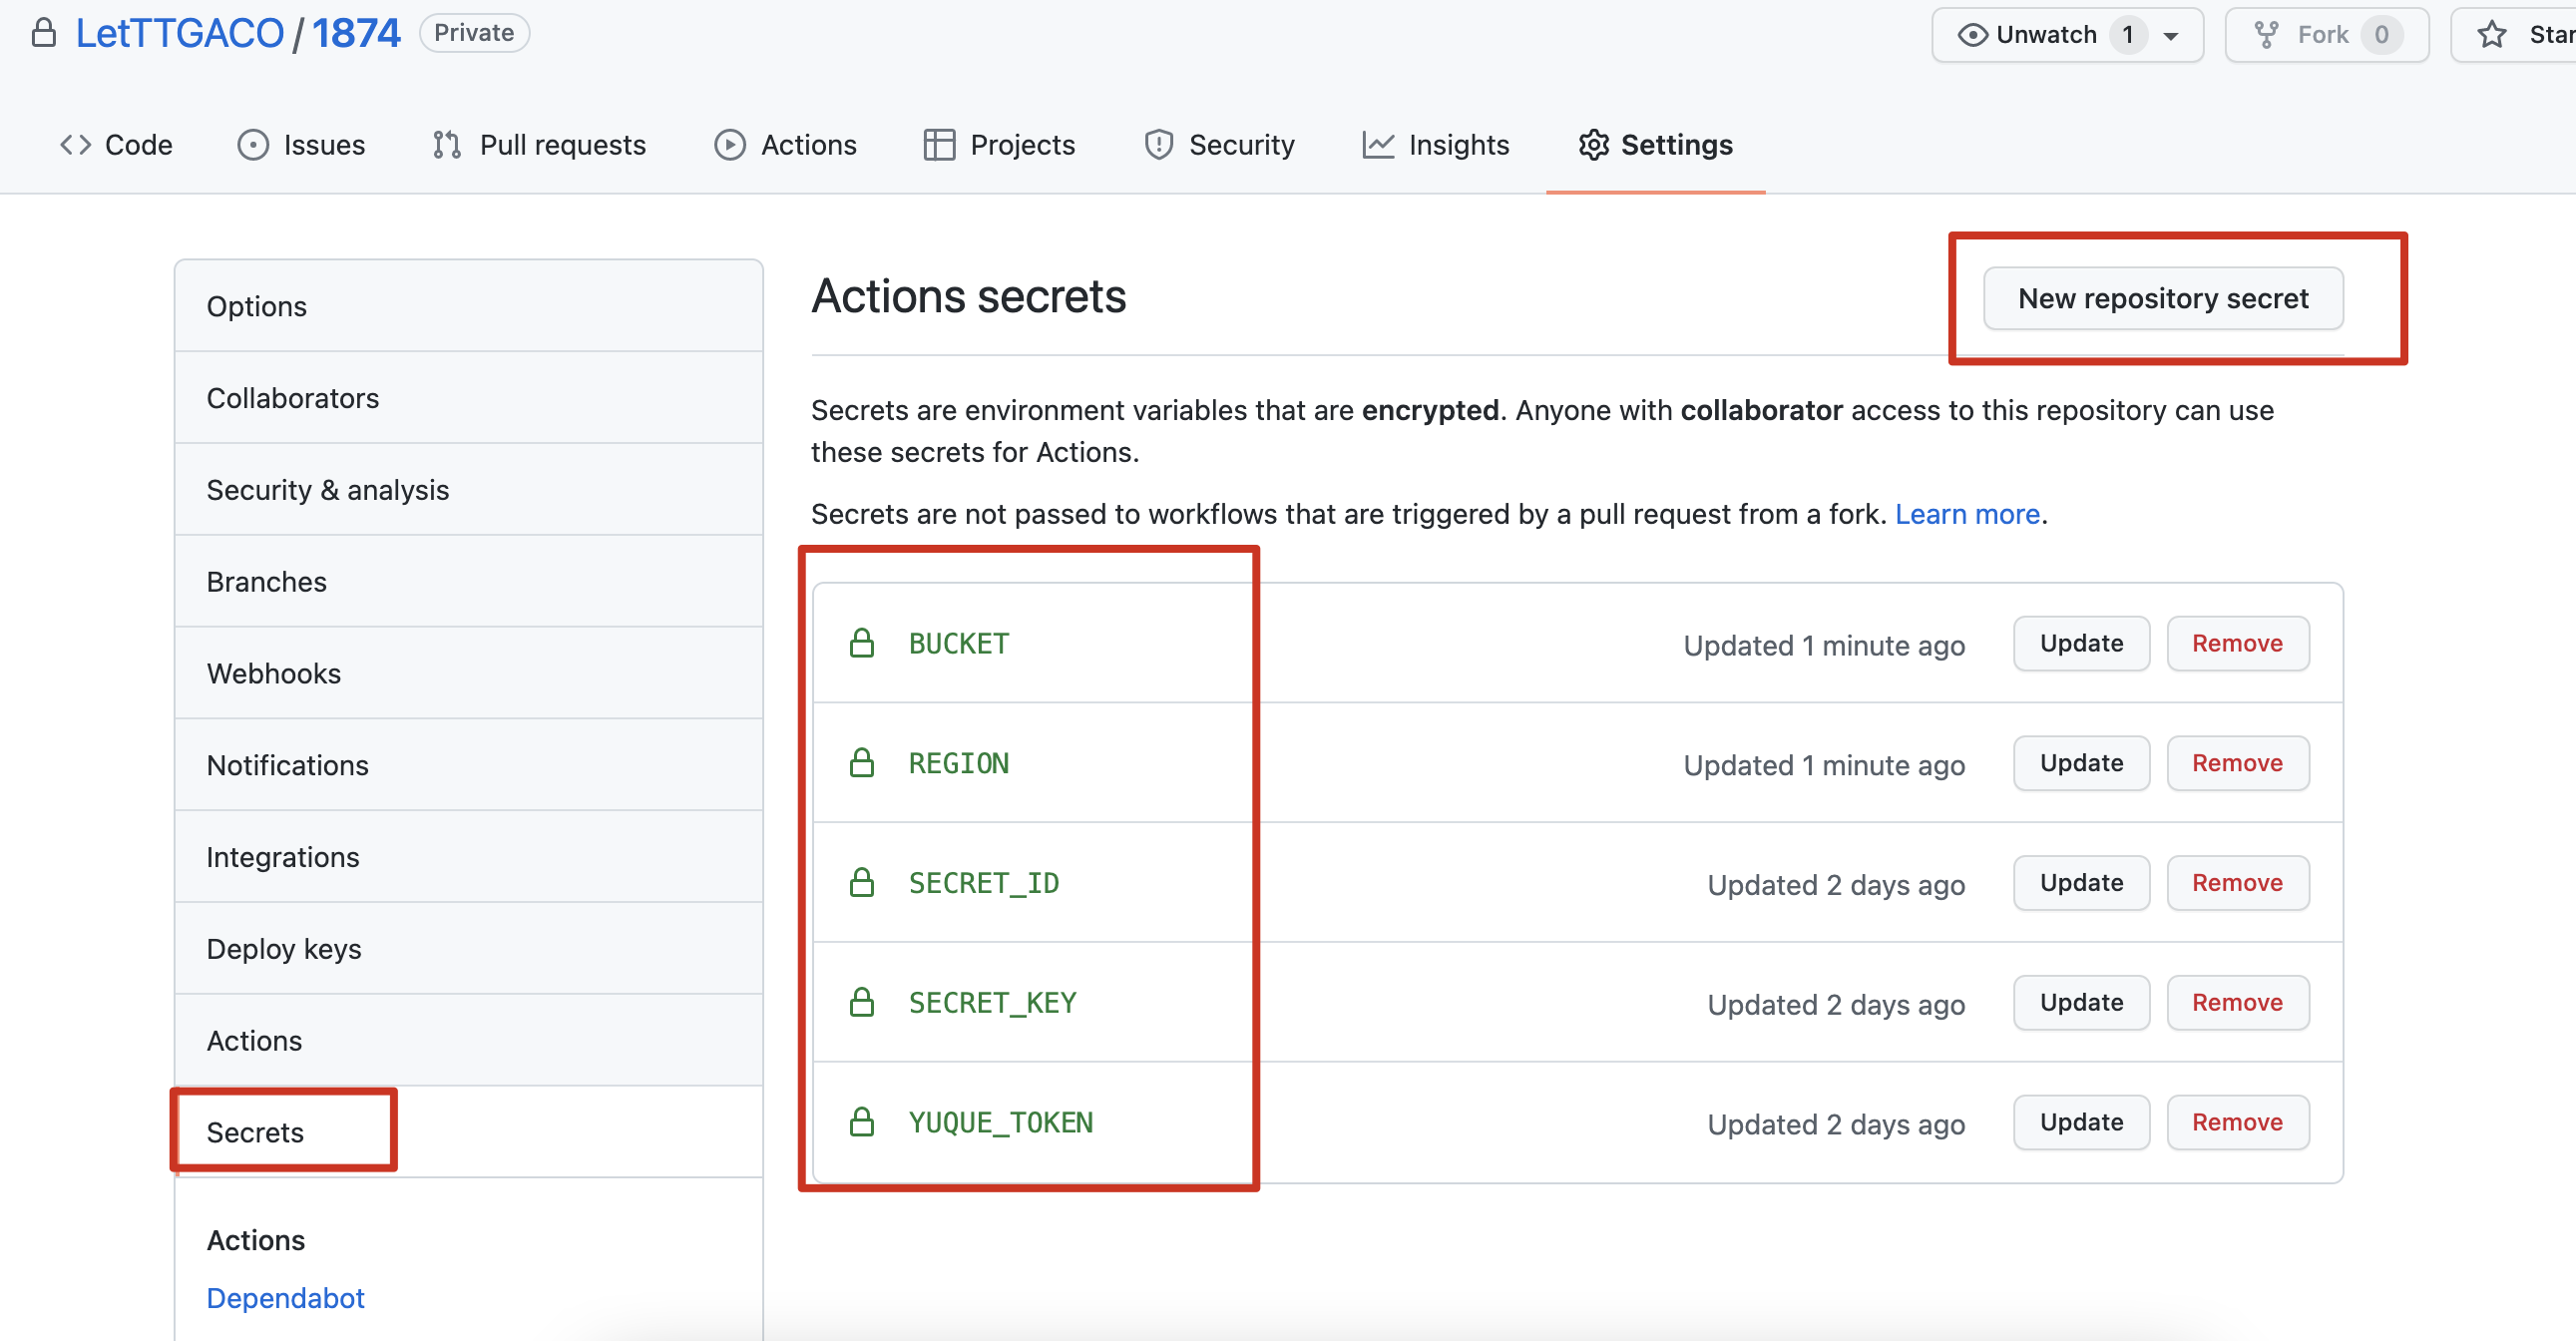 LetTTGACO / 1874 Private
Unwatch 1
Fork 0
Star
Code Issues Pull requests Actions Projects Security Insights Settings
Options
Collaborators
Security & analysis
Branches
Webhooks
Notifications
Integrations
Deploy keys
Actions
Secrets
Actions
Dependabot
Actions secrets
New repository secret
Secrets are environment variables that are encrypted. Anyone with collaborator access to this repository can use
these secrets for Actions.
Secrets are not passed to workflows that are triggered by a pull request from a fork. Learn more.
BUCKET Updated 1 minute ago Update Remove
REGION Updated 1 minute ago Update Remove
SECRET_ID Updated 2 days ago Update Remove
SECRET_KEY Updated 2 days ago Update Remove
YUQUE_TOKEN Updated 2 days ago Update Remove